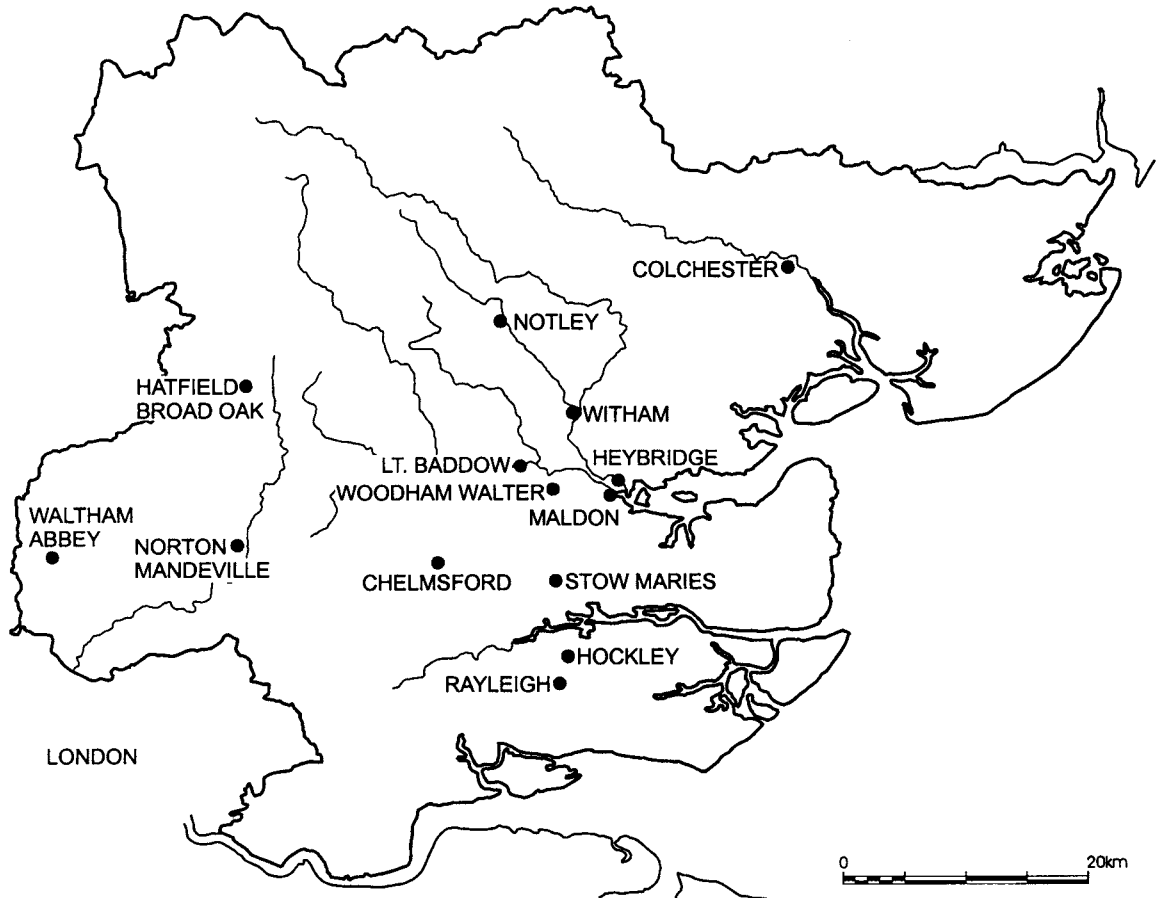 COLCHESTER
NOTLEY
HATFIELD
BROAD OAK
WITHAM
HEYBRIDGE
LT. BADDOW
WOODHAM WALTER
MALDON
WALTHAM
ABBEY
NORTON
MANDEVILLE
CHELMSFORD
STOW MARIES
HOCKLEY
RAYLEIGH
LONDON
0 20km